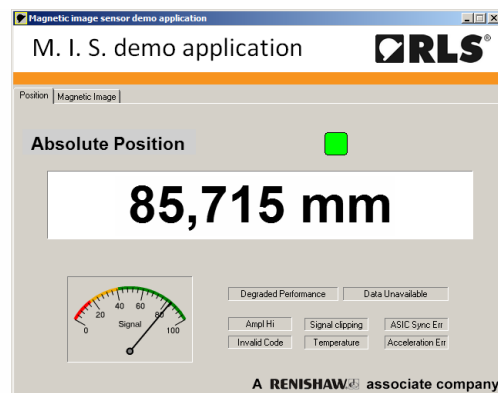 Magnetic image sensor demo application
M. I. S. demo application
RLS®
Position Magnetic Image
Absolute Position
85,715 mm
0 20 40 60 80 100
Signal
Degraded Performance Data Unavailable
Ampl Hi Signal clipping ASIC Sync Err
Invalid Code Temperature Acceleration Err
A RENISHAW associate company